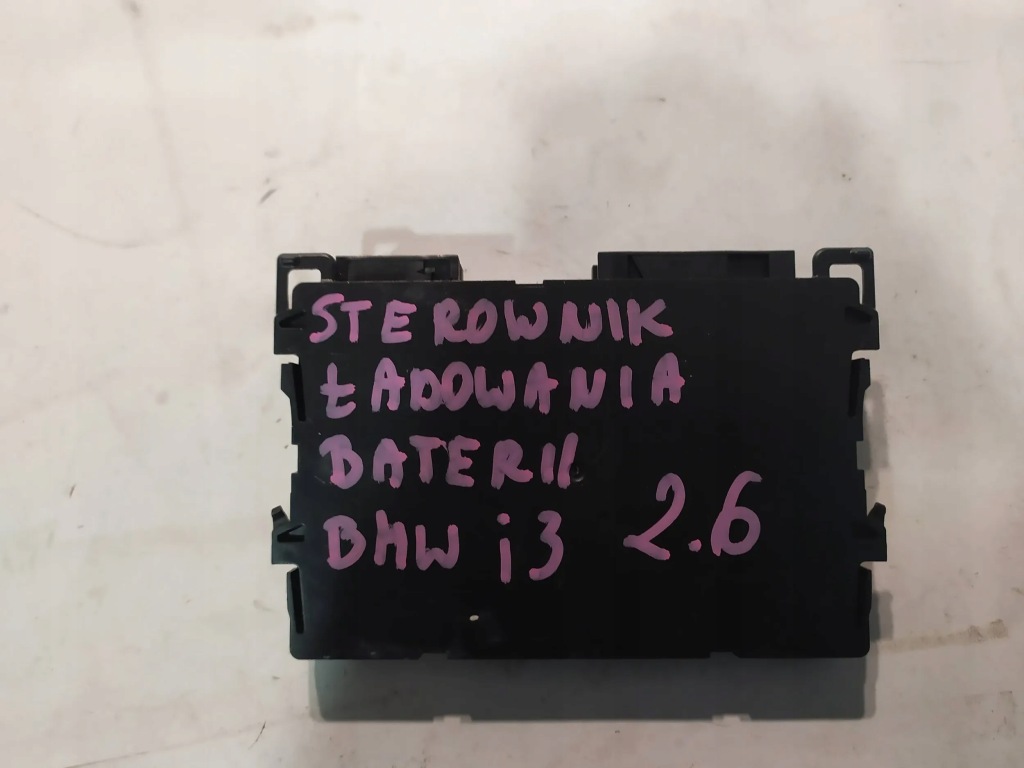 STEROWNIK
ŁADOWANIA
BATERII
BMW i3 2.6